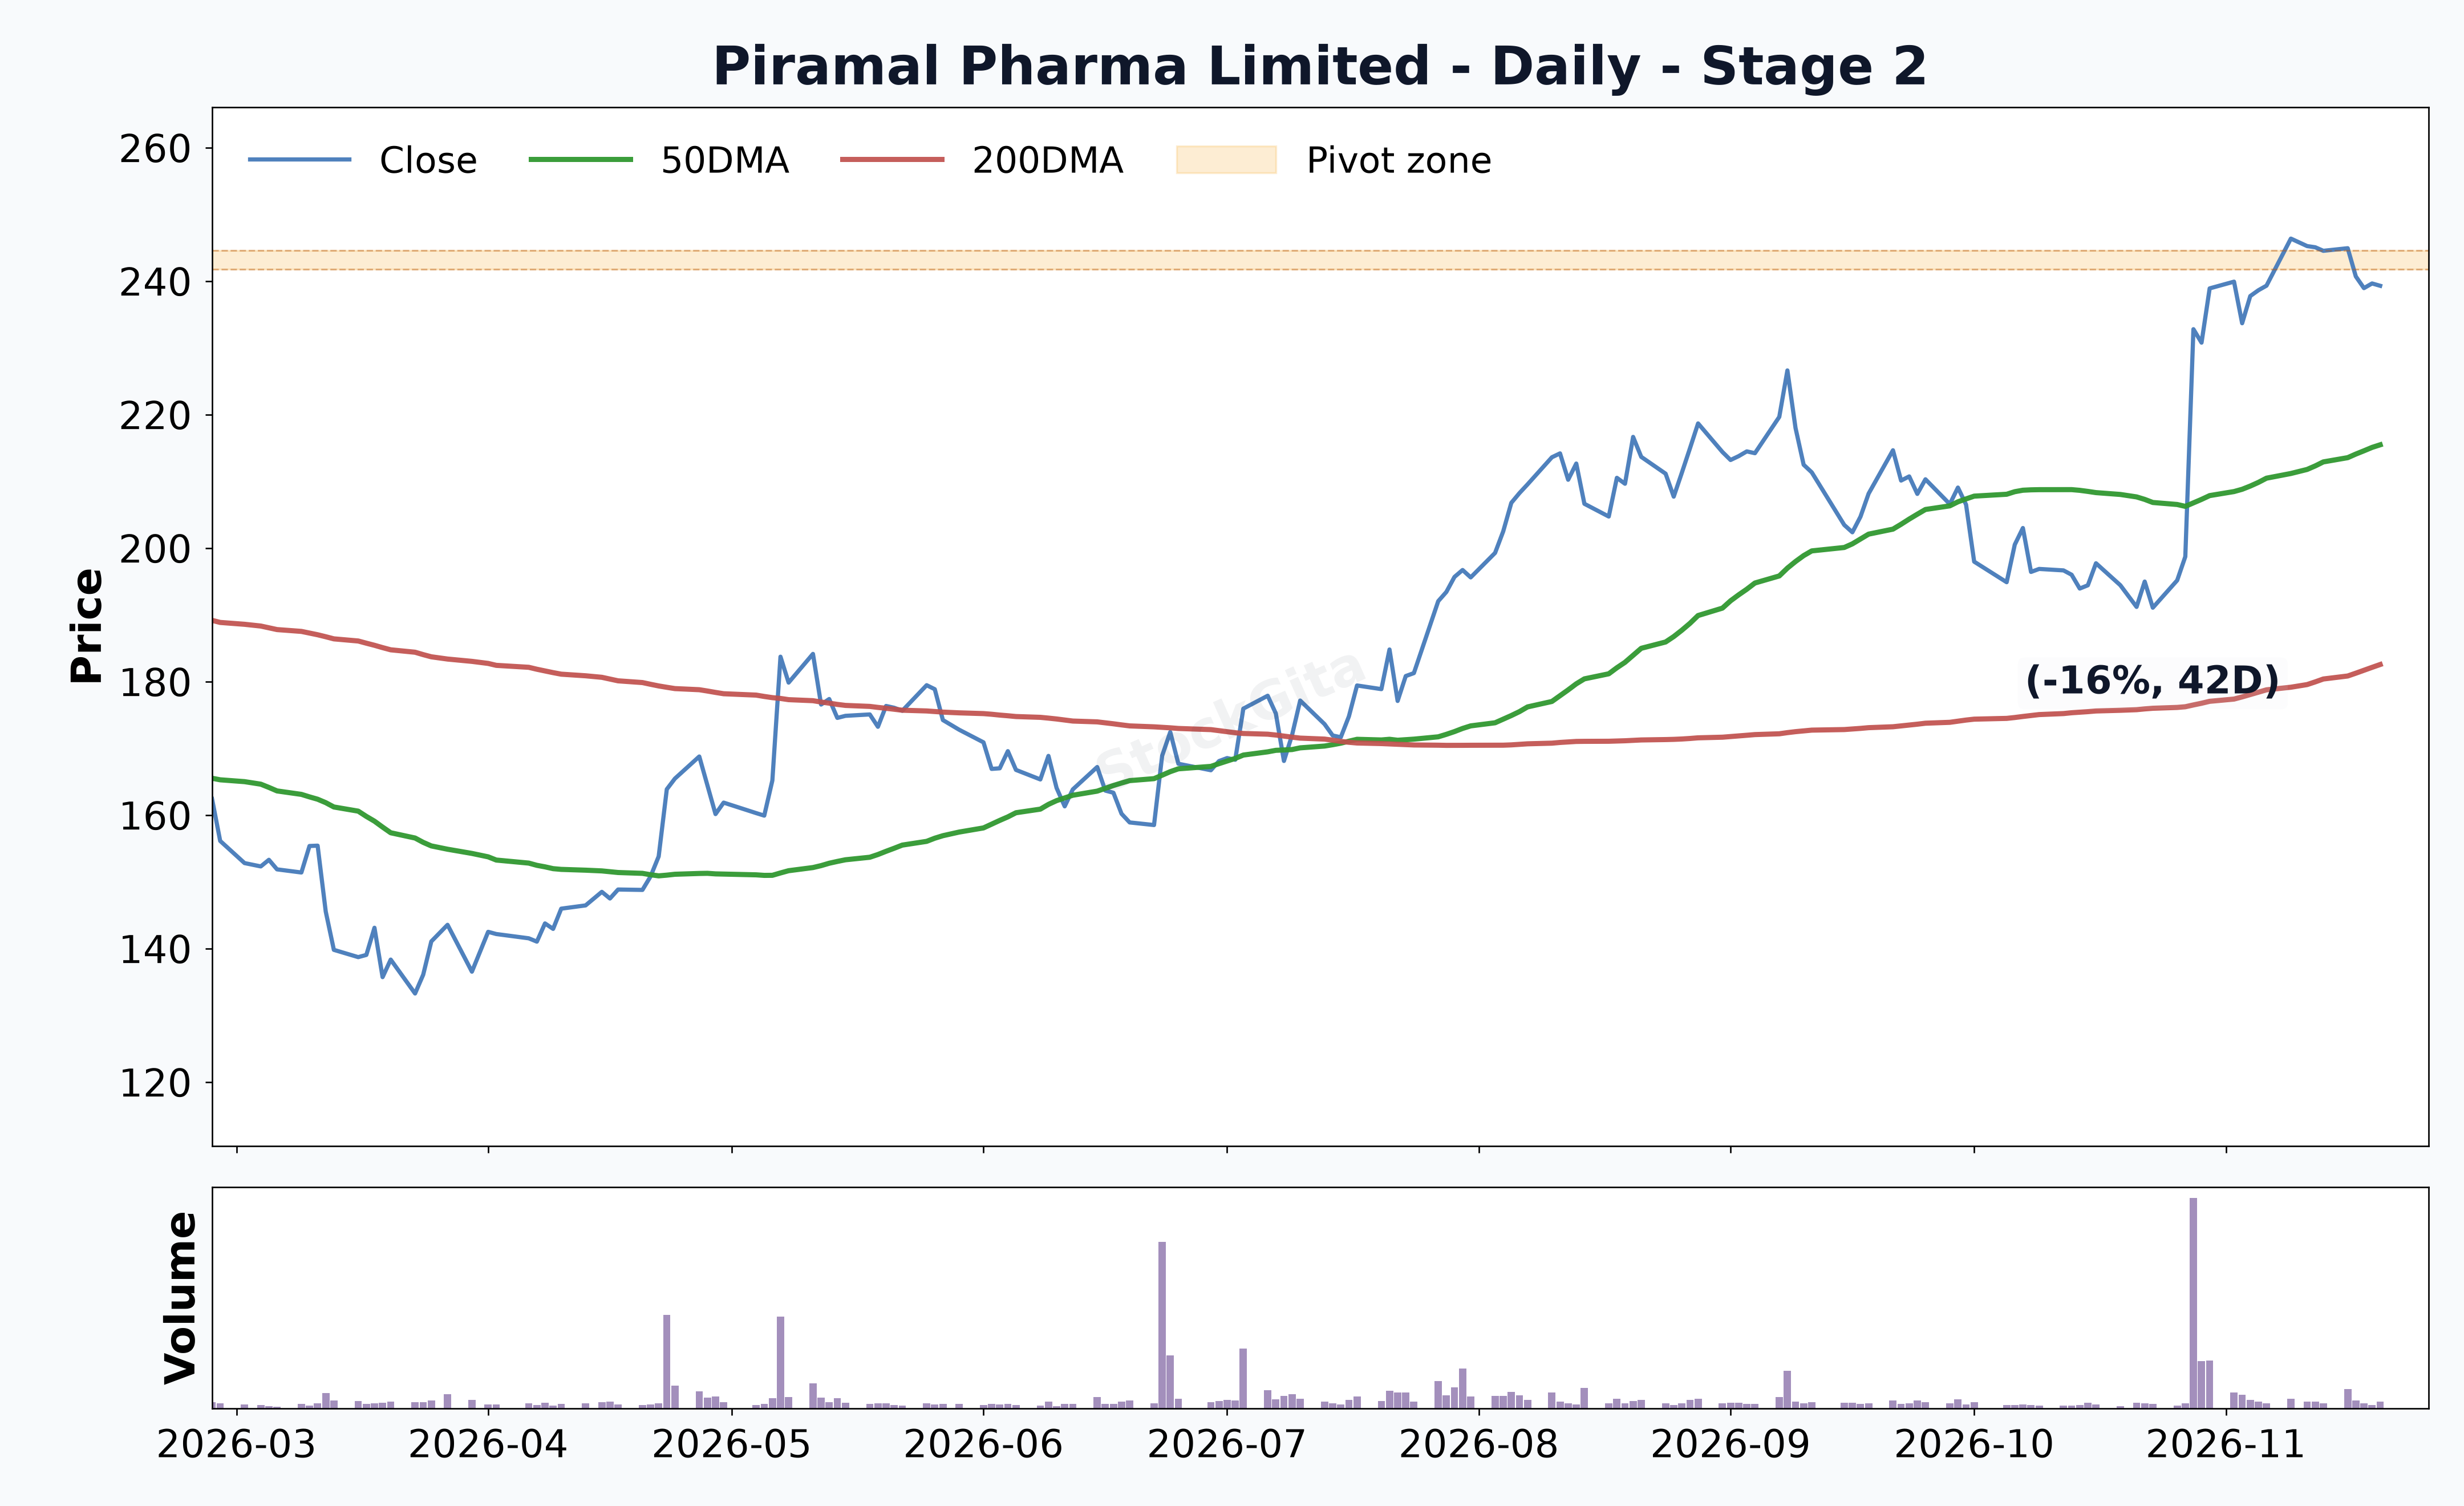 Piramal Pharma Limited - Daily - Stage 2
Close 50DMA 200DMA Pivot zone
260
240
220
200
180
160
140
120
Price
StockGita
(-16%, 42D)
Volume
2026-03 2026-04 2026-05 2026-06 2026-07 2026-08 2026-09 2026-10 2026-11